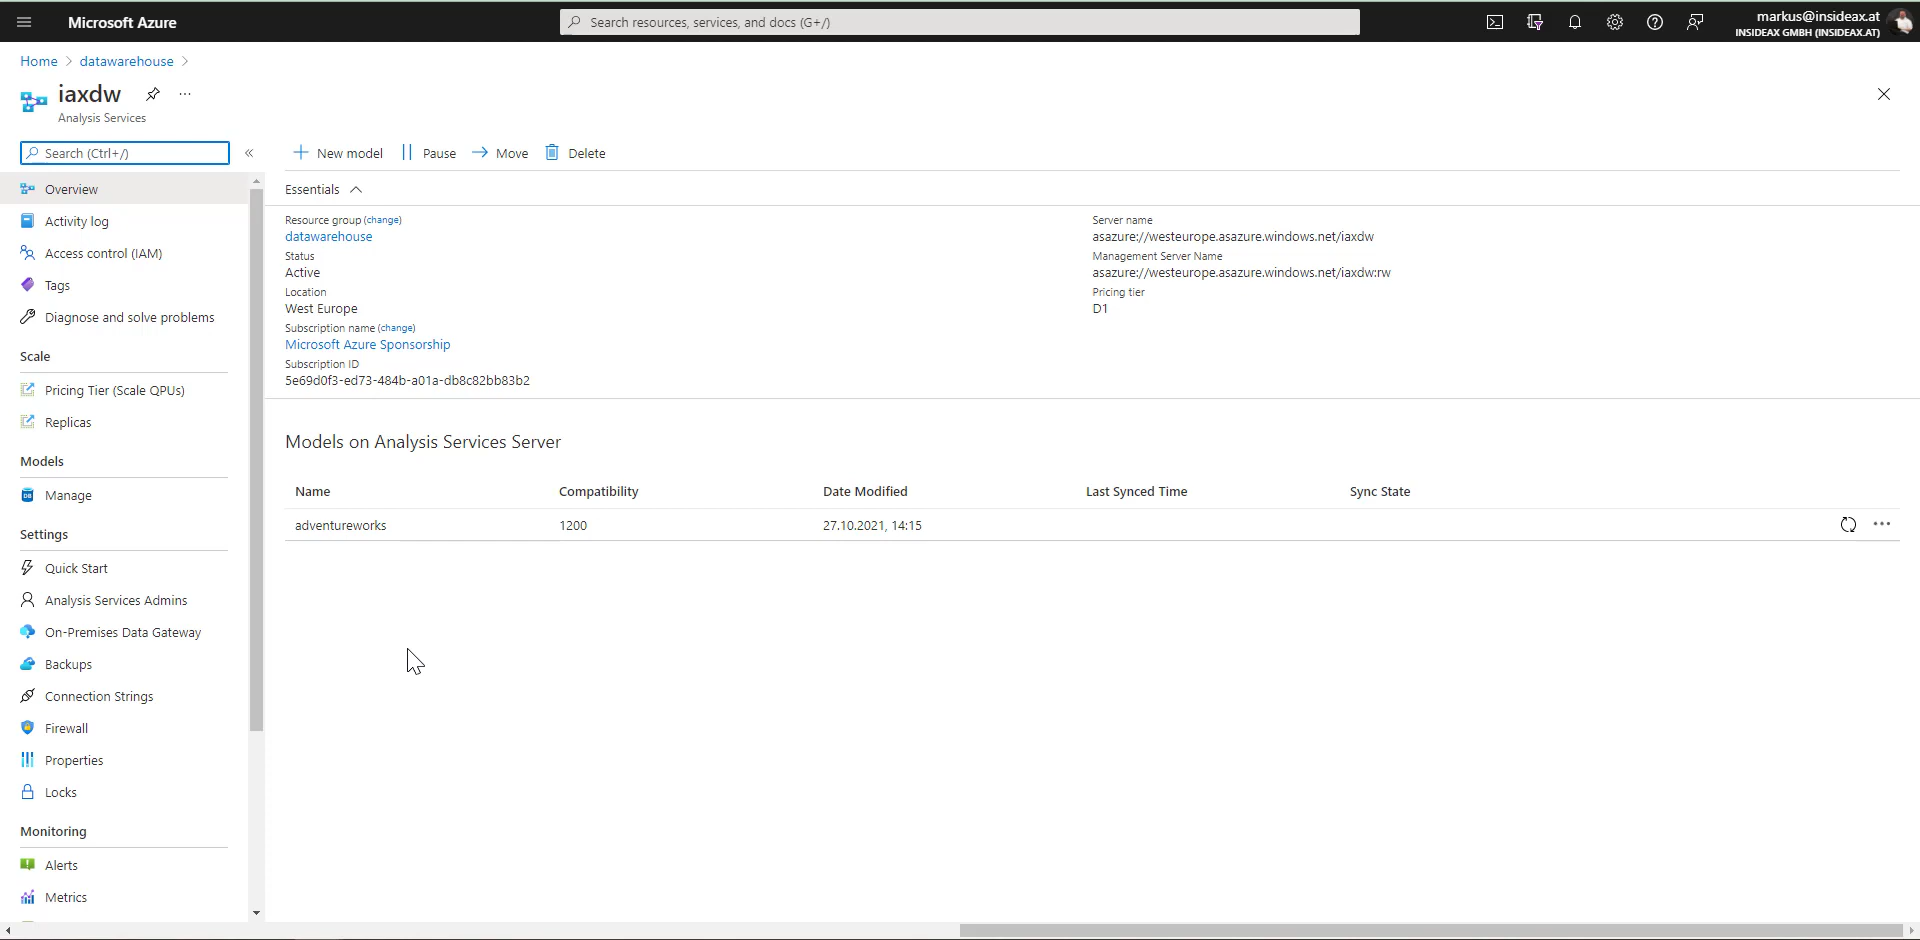 Microsoft Azure
Search resources, services, and docs (G+/)
markus@insideax.at
INSIDEAX GMBH (INSIDEAX.AT)
Home > datawarehouse >
iaxdw
Analysis Services
Search (Ctrl+/)
Overview
Activity log
Access control (IAM)
Tags
Diagnose and solve problems
Scale
Pricing Tier (Scale QPUs)
Replicas
Models
Manage
Settings
Quick Start
Analysis Services Admins
On-Premises Data Gateway
Backups
Connection Strings
Firewall
Properties
Locks
Monitoring
Alerts
Metrics
New model Pause Move Delete
Essentials
Resource group (change)
datawarehouse
Status
Active
Location
West Europe
Subscription name (change)
Microsoft Azure Sponsorship
Subscription ID
5e69d0f3-ed73-484b-a01a-db8c82bb83b2
Server name
asazure://westeurope.asazure.windows.net/iaxdw
Management Server Name
asazure://westeurope.asazure.windows.net/iaxdw:rw
Pricing tier
D1
Models on Analysis Services Server
Name Compatibility Date Modified Last Synced Time Sync State
adventureworks 1200 27.10.2021, 14:15